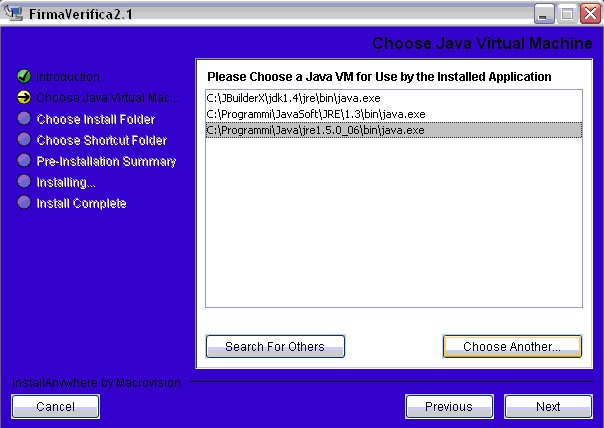 FirmaVerifica2.1
Choose Java Virtual Machine
Introduction
Choose Java Virtual Mac...
Choose Install Folder
Choose Shortcut Folder
Pre-Installation Summary
Installing...
Install Complete
Please Choose a Java VM for Use by the Installed Application
C:\JBuilderX\jdk1.4\jre\bin\java.exe
C:\Programmi\JavaSoft\JRE\1.3\bin\java.exe
C:\Programmi\Java\jre1.5.0_06\bin\java.exe
Search For Others
Choose Another...
InstallAnywhere by Macrovision
Cancel
Previous
Next